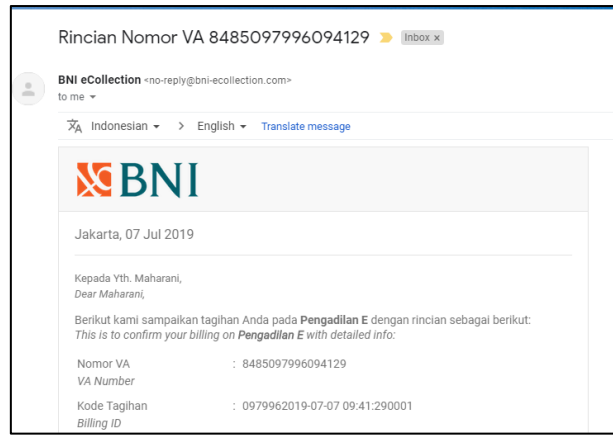 Rincian Nomor VA 8485097996094129 Inbox x
BNI eCollection <no-reply@bni-ecollection.com>
to me
Indonesian > English Translate message
BNI
Jakarta, 07 Jul 2019
Kepada Yth. Maharani,
Dear Maharani,
Berikut kami sampaikan tagihan Anda pada Pengadilan E dengan rincian sebagai berikut:
This is to confirm your billing on Pengadilan E with detailed info:
Nomor VA : 8485097996094129
VA Number
Kode Tagihan : 0979962019-07-07 09:41:290001
Billing ID